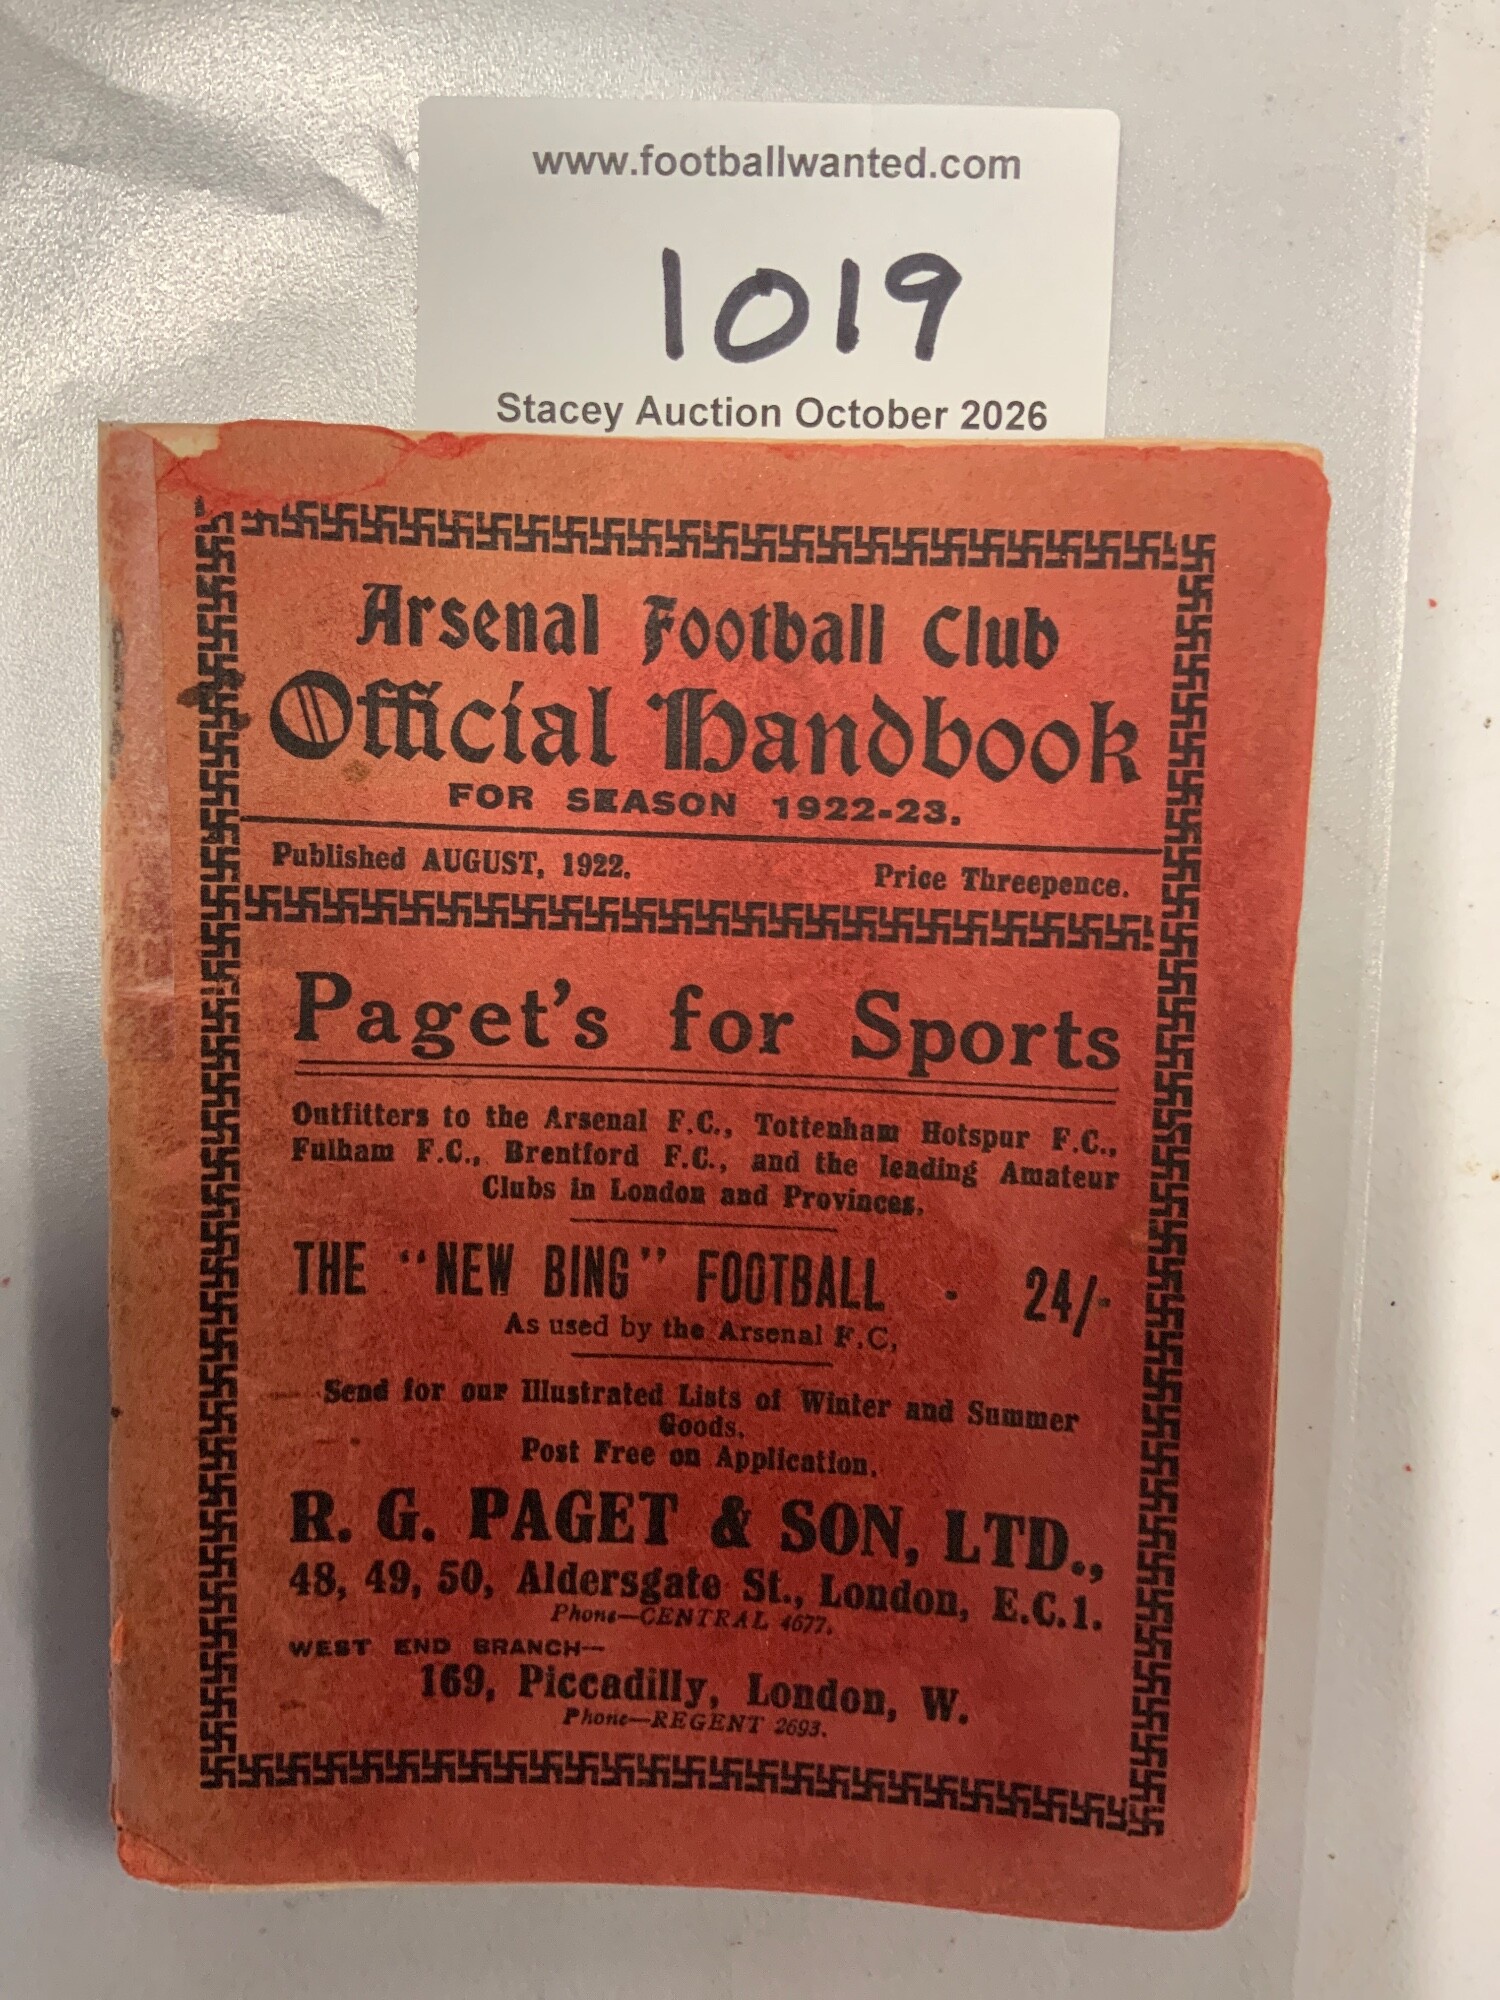 www.footballwanted.com
1019
Stacey Auction October 2026
Arsenal Football Club
Official Handbook
FOR SEASON 1922-23.
Published AUGUST, 1922. Price Threepence.
Paget's for Sports
Outfitters to the Arsenal F.C., Tottenham Hotspur F.C.,
Fulham F.C., Brentford F.C., and the leading Amateur
Clubs in London and Provinces.
THE "NEW BING" FOOTBALL - 24/-
As used by the Arsenal F.C,
Send for our Illustrated Lists of Winter and Summer
Goods.
Post Free on Application.
R. G. PAGET & SON, LTD.,
48, 49, 50, Aldersgate St., London, E.C.1.
Phone—CENTRAL 4677.
WEST END BRANCH—
169, Piccadilly, London, W.
Phone—REGENT 2693.